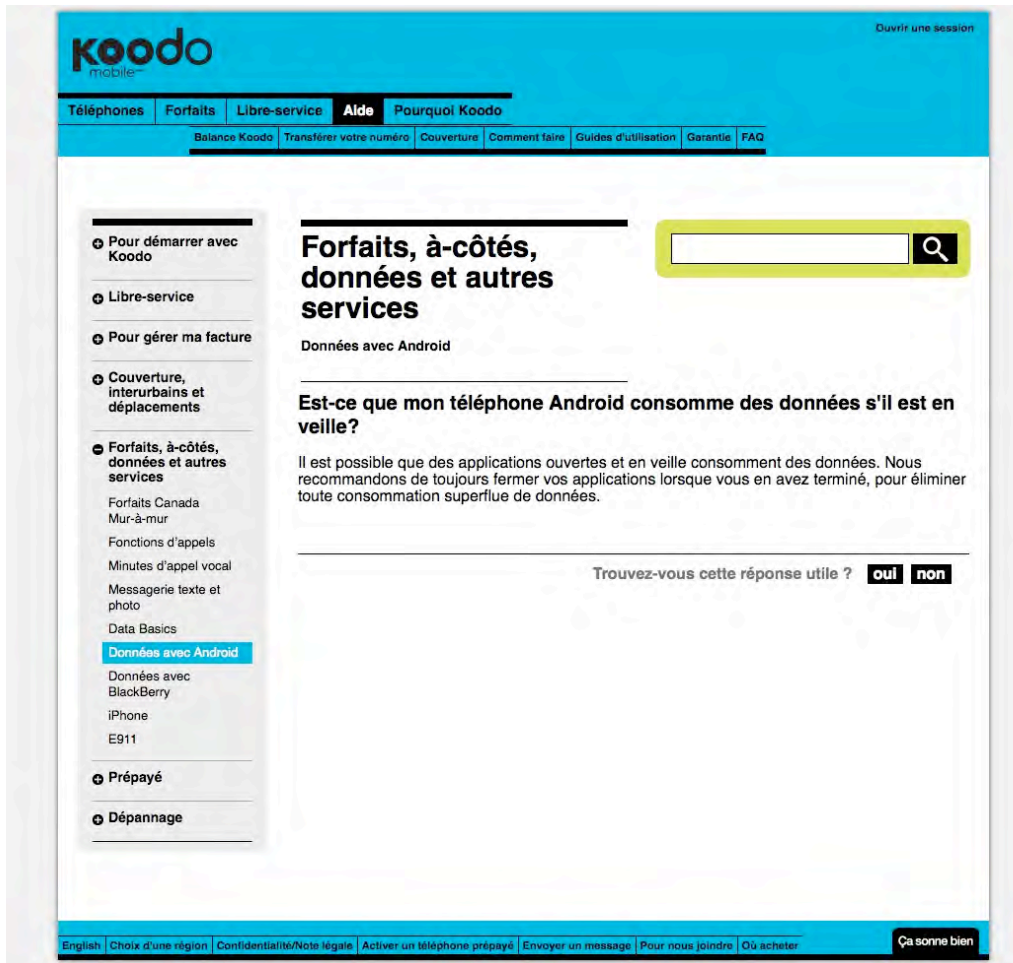 Ouvrir une session
koodo
mobile
Téléphones Forfaits Libre-service Aide Pourquoi Koodo
Balance Koodo Transférer votre numéro Couverture Comment faire Guides d'utilisation Garantie FAQ
Pour démarrer avec
Koodo
Libre-service
Pour gérer ma facture
Couverture,
interurbains et
déplacements
Forfaits, à-côtés,
données et autres
services
Forfaits Canada
Mur-à-mur
Fonctions d'appels
Minutes d'appel vocal
Messagerie texte et
photo
Data Basics
Données avec Android
Données avec
BlackBerry
iPhone
E911
Prépayé
Dépannage
Forfaits, à-côtés,
données et autres
services
Données avec Android
Est-ce que mon téléphone Android consomme des données s'il est en
veille?
Il est possible que des applications ouvertes et en veille consomment des données. Nous
recommandons de toujours fermer vos applications lorsque vous en avez terminé, pour éliminer
toute consommation superflue de données.
Trouvez-vous cette réponse utile ? oui non
English Choix d'une région Confidentialité/Note légale Activer un téléphone prépayé Envoyer un message Pour nous joindre Où acheter
Ça sonne bien